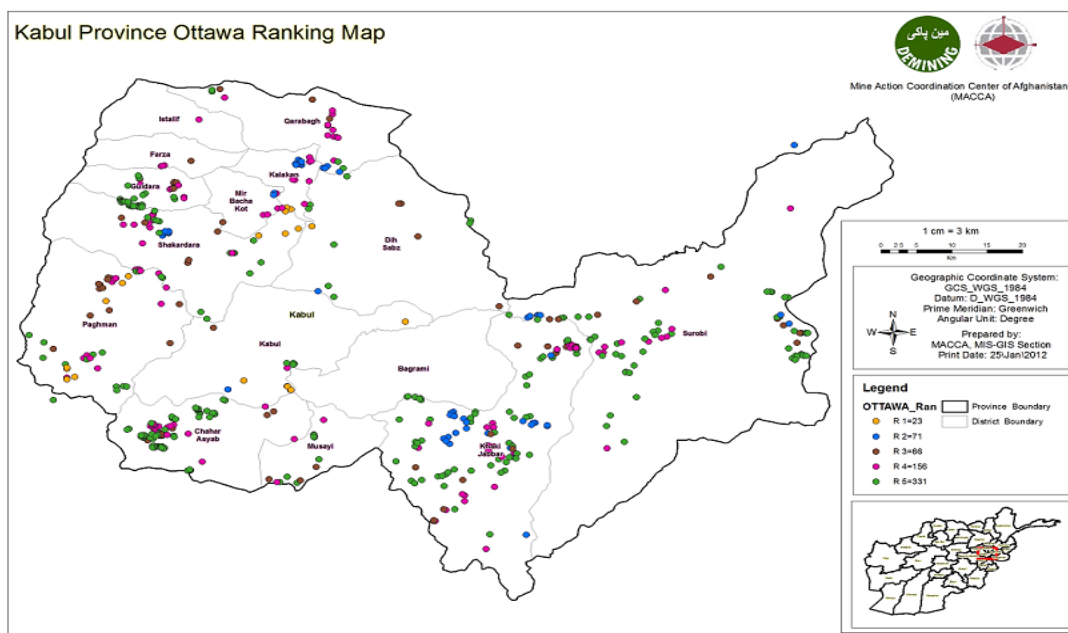 Kabul Province Ottawa Ranking Map
مین پاکی
DEMINING
Mine Action Coordination Center of Afghanistan
(MACCA)
Istalif
Qarabagh
Farza
Kalakan
Guldara
Mir
Bacha
Kot
Dih
Sabz
Shakardara
Paghman
Kabul
Kabul
Surobi
Bagrami
Chahar
Asyab
Musayi
Khaki
Jabbar
1 cm = 3 km
0 2.5 5 10 15 20
Km
Geographic Coordinate System:
GCS_WGS_1984
Datum: D_WGS_1984
Prime Meridian: Greenwich
Angular Unit: Degree
Prepared by:
MACCA, MIS-GIS Section
Print Date: 25\Jan\2012
N
W E
S
Legend
OTTAWA_Ran
R 1=23
R 2=71
R 3=66
R 4=156
R 5=331
Province Boundary
District Boundary